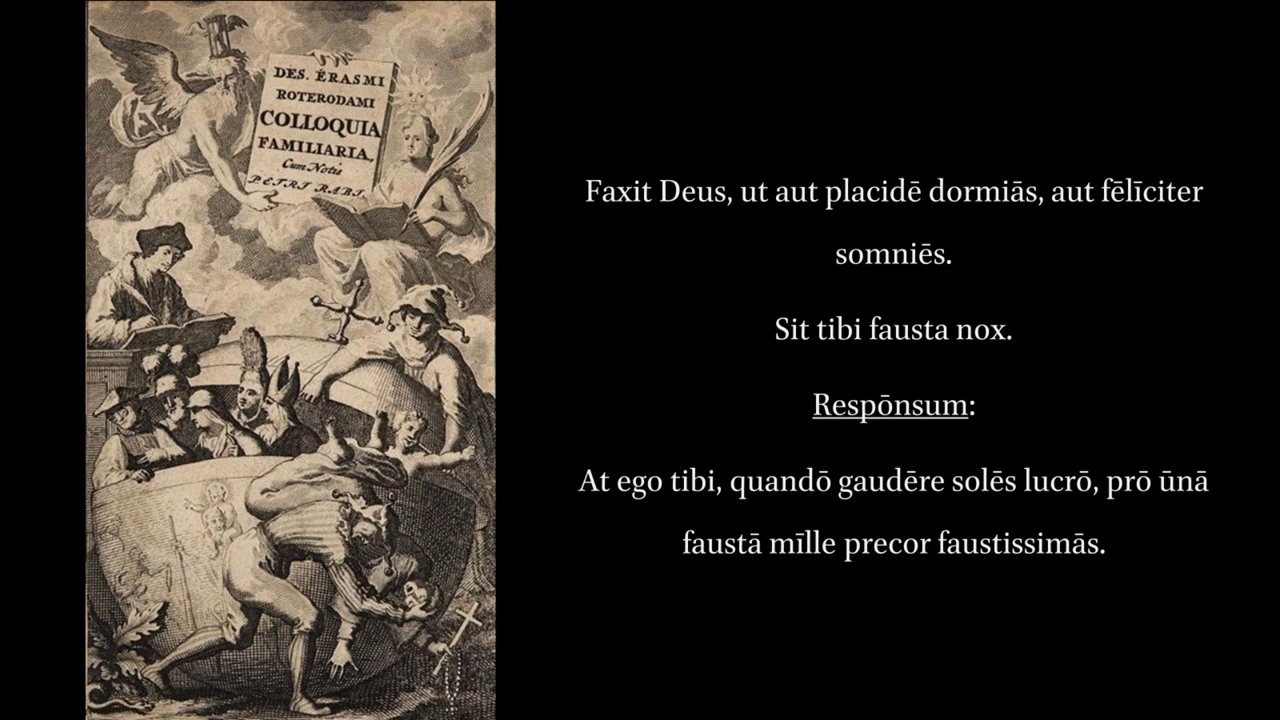 DES. ÉRASMI
ROTERODAMI
COLLOQUIA
FAMILIARIA,
Cum Notis
PETRI RABI.
Faxit Deus, ut aut placidē dormiās, aut fēlīciter
somniēs.
Sit tibi fausta nox.
Respōnsum:
At ego tibi, quandō gaudēre solēs lucrō, prō ūnā
faustā mīlle precor faustissimās.